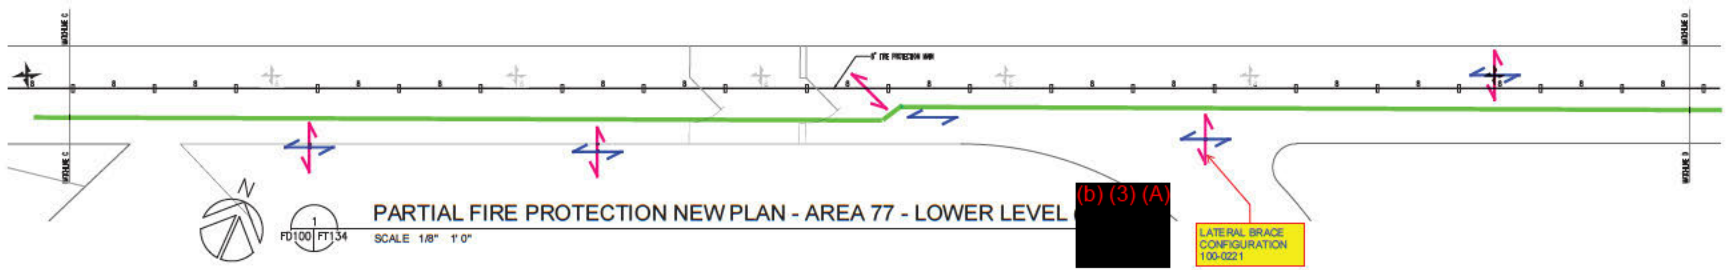 MATCHLINE C
MATCHLINE D
8" FIRE PROTECTION MAIN
MATCHLINE C
MATCHLINE D
N
1
FD100 FT134
PARTIAL FIRE PROTECTION NEW PLAN - AREA 77 - LOWER LEVEL
SCALE 1/8" 1' 0"
(b) (3) (A)
LATERAL BRACE
CONFIGURATION
100-0221